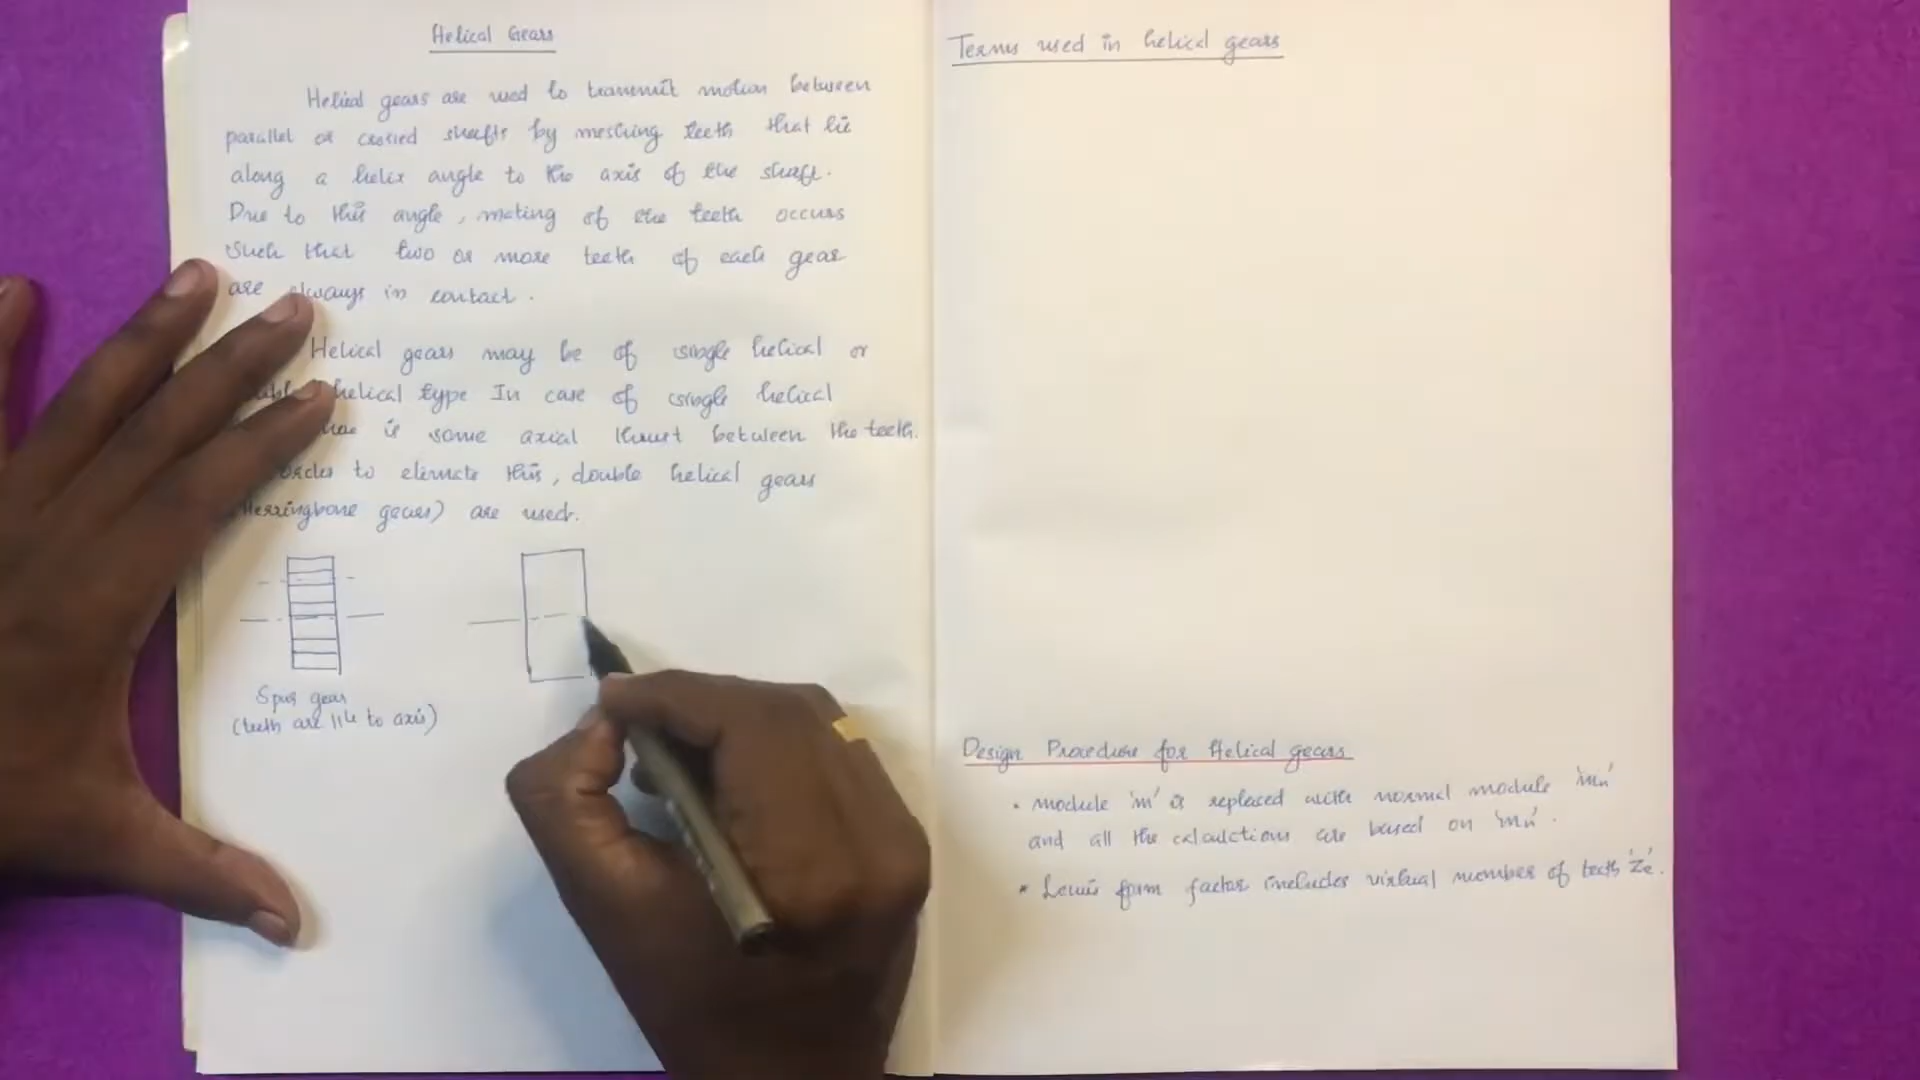 Helical Gears
Helical gears are used to transmit motion between
parallel or crossed shafts by meshing teeth that lie
along a helix angle to the axis of the shaft.
Due to this angle, mating of the teeth occurs
such that two or more teeth of each gear
are always in contact.
Helical gears may be of single helical or
helical type In case of single helical
is some axial thrust between the teeth.
to elimate this, double helical gears
Herringbone gears) are used.
Spur gear
(teeth are 11le to axis)
Terms used in helical gears
Design Procedure for Helical gears
• module 'm' is replaced with normal module 'mn'
and all the calculctions are based on 'mn'.
• Lewis form factor includes virtual number of teeth 'Ze'.